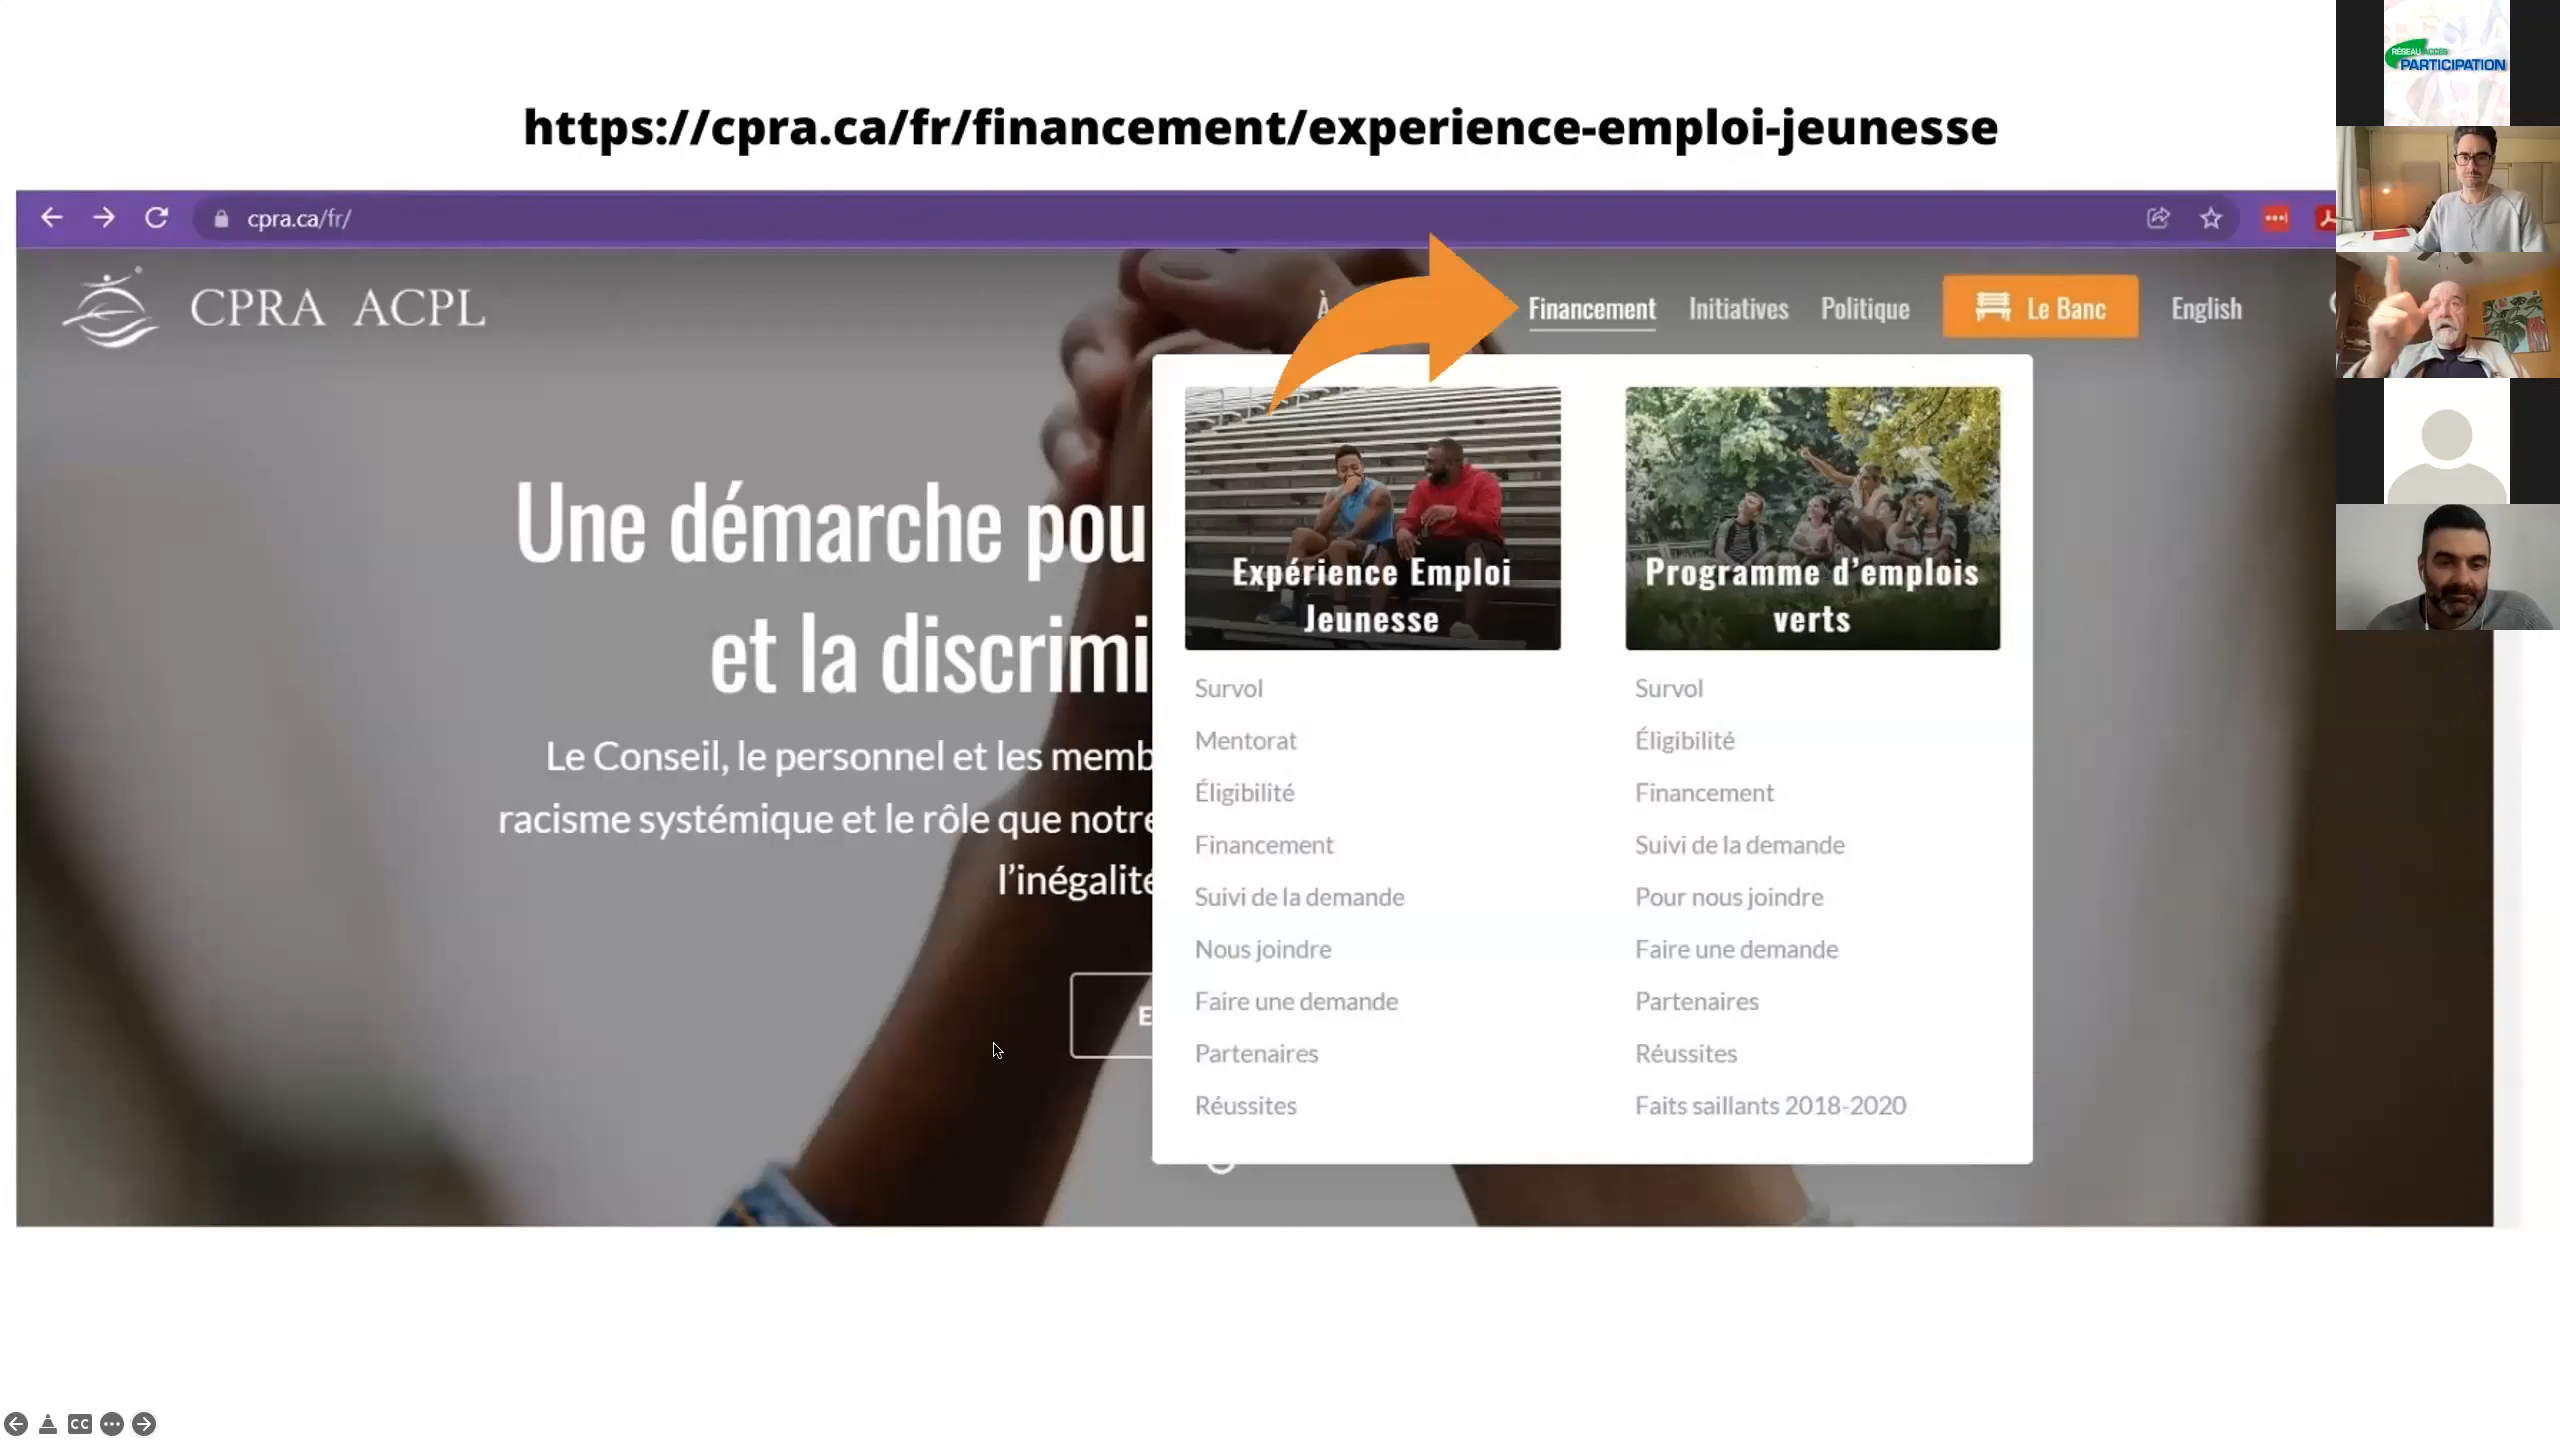 https://cpra.ca/fr/financement/experience-emploi-jeunesse
cpra.ca/fr/
CPRA ACPL
À
Financement
Initiatives
Politique
Le Banc
English
Une démarche pou
et la discrimi
Le Conseil, le personnel et les memb
racisme systémique et le rôle que notre
l'inégalité
E
Expérience Emploi
Jeunesse
Survol
Mentorat
Éligibilité
Financement
Suivi de la demande
Nous joindre
Faire une demande
Partenaires
Réussites
Programme d'emplois
verts
Survol
Éligibilité
Financement
Suivi de la demande
Pour nous joindre
Faire une demande
Partenaires
Réussites
Faits saillants 2018-2020
RÉSEAU ACCÈS
PARTICIPATION
CC